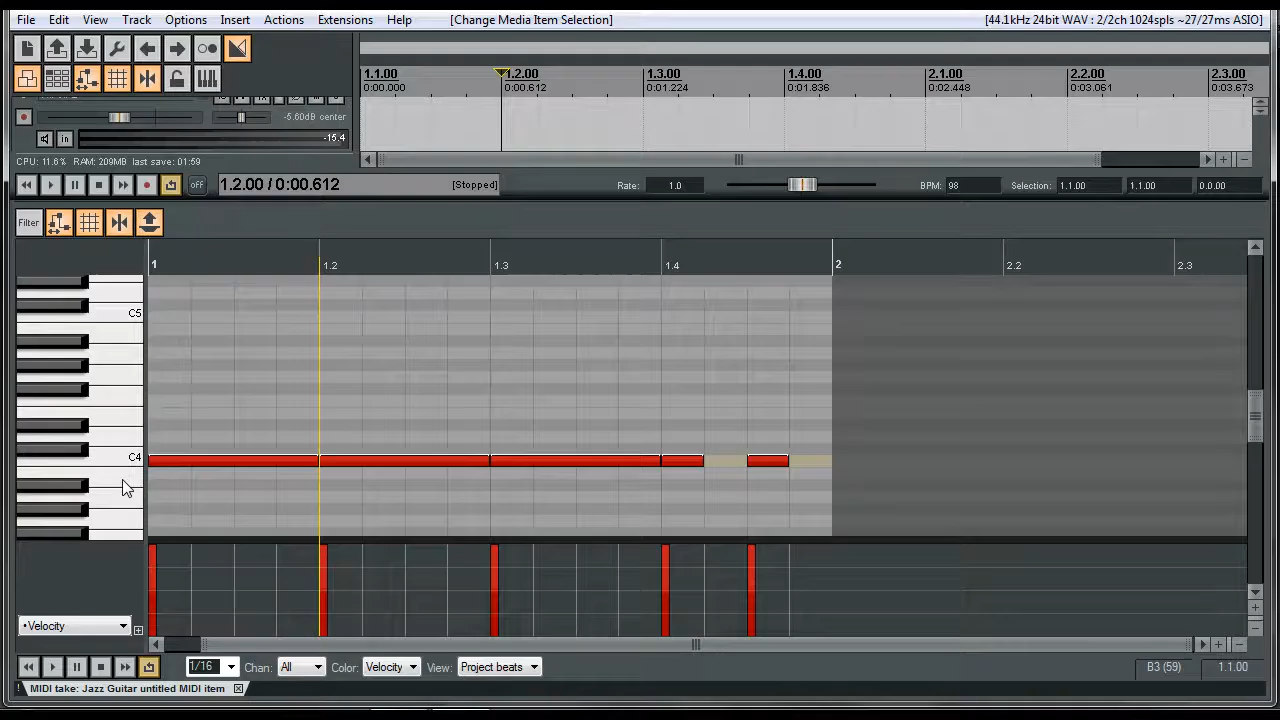 File Edit View Track Options Insert Actions Extensions Help [Change Media Item Selection] [44.1kHz 24bit WAV : 2/2ch 1024spls ~27/27ms ASIO]
1.1.00 1.2.00 1.3.00 1.4.00 2.1.00 2.2.00 2.3.00
0:00.000 0:00.612 0:01.224 0:01.836 0:02.448 0:03.061 0:03.673
-5.60dB center
in -15.4
CPU: 11.6% RAM: 209MB last save: 01:59
off 1.2.00 / 0:00.612 [Stopped] Rate: 1.0 BPM: 98 Selection: 1.1.00 1.1.00 0.0.00
Filter
1 1.2 1.3 1.4 2 2.2 2.3
C5
C4
•Velocity
1/16 Chan: All Color: Velocity View: Project beats B3 (59) 1.1.00
! MIDI take: Jazz Guitar untitled MIDI item